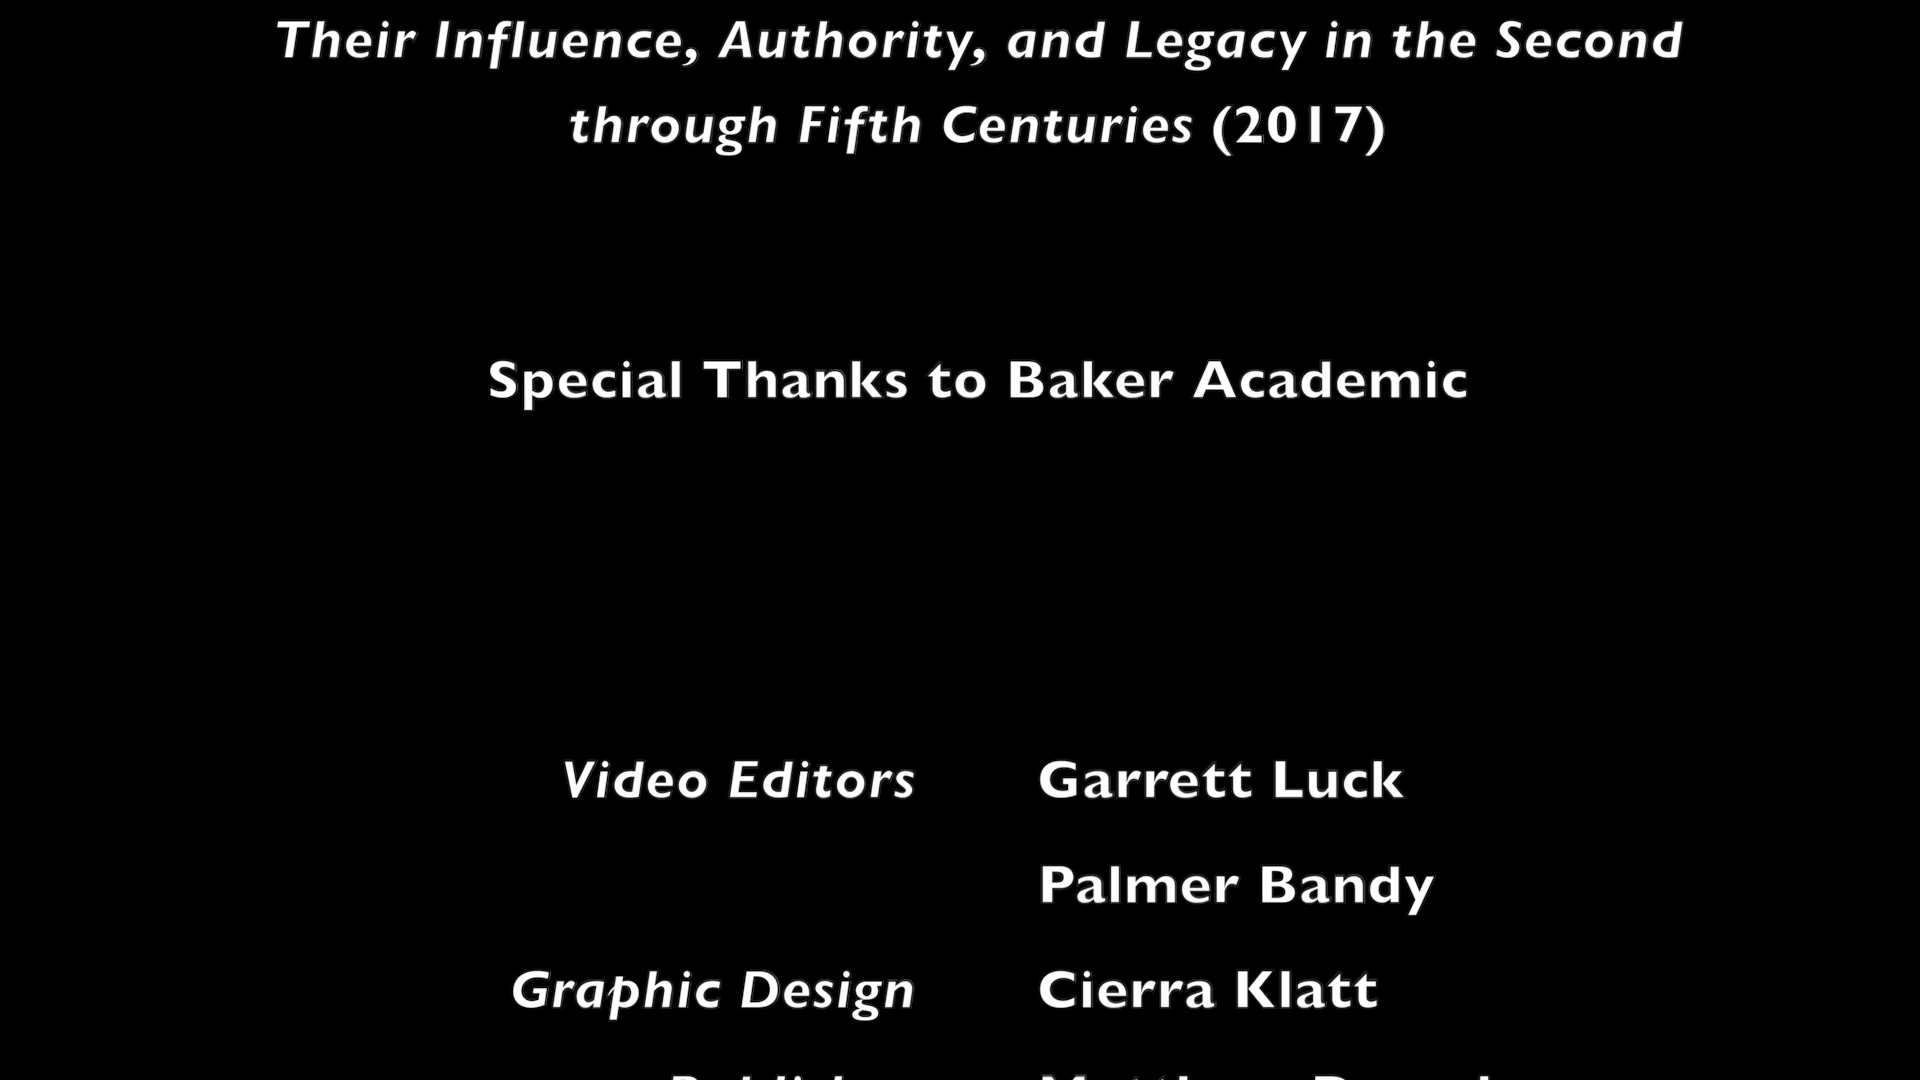 Their Influence, Authority, and Legacy in the Second
through Fifth Centuries (2017)
Special Thanks to Baker Academic
Video Editors Garrett Luck
Palmer Bandy
Graphic Design Cierra Klatt